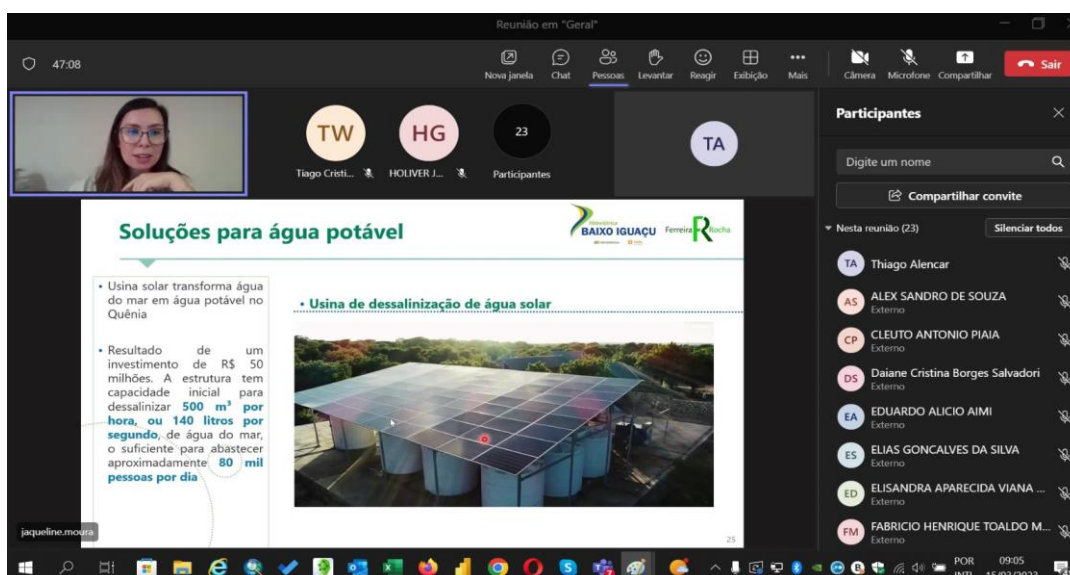 Reunião em "Geral"
47:08
Nova janela
Chat
Pessoas
Levantar
Reagir
Exibição
Mais
Câmera
Microfone
Compartilhar
Sair
TW
HG
23
TA
Tiago Cristi...
HOLIVER J...
Participantes
Participantes
Digite um nome
Compartilhar convite
Nesta reunião (23)
Silenciar todos
TA
Thiago Alencar
AS
ALEX SANDRO DE SOUZA
Externo
CP
CLEUTO ANTONIO PIAIA
Externo
DS
Daiane Cristina Borges Salvadori
Externo
EA
EDUARDO ALICIO AIMI
Externo
ES
ELIAS GONCALVES DA SILVA
Externo
ED
ELISANDRA APARECIDA VIANA ...
Externo
FM
FABRICIO HENRIQUE TOALDO M...
Externo
Soluções para água potável
BAIXO IGUAÇU
Ferreira Rocha
• Usina solar transforma água
do mar em água potável no
Quênia
• Resultado de um
investimento de R$ 50
milhões. A estrutura tem
capacidade inicial para
dessalinizar 500 m³ por
hora, ou 140 litros por
segundo, de água do mar,
o suficiente para abastecer
aproximadamente 80 mil
pessoas por dia
• Usina de dessalinização de água solar
25
jaqueline.moura
POR
INTL
09:05
15/03/2023